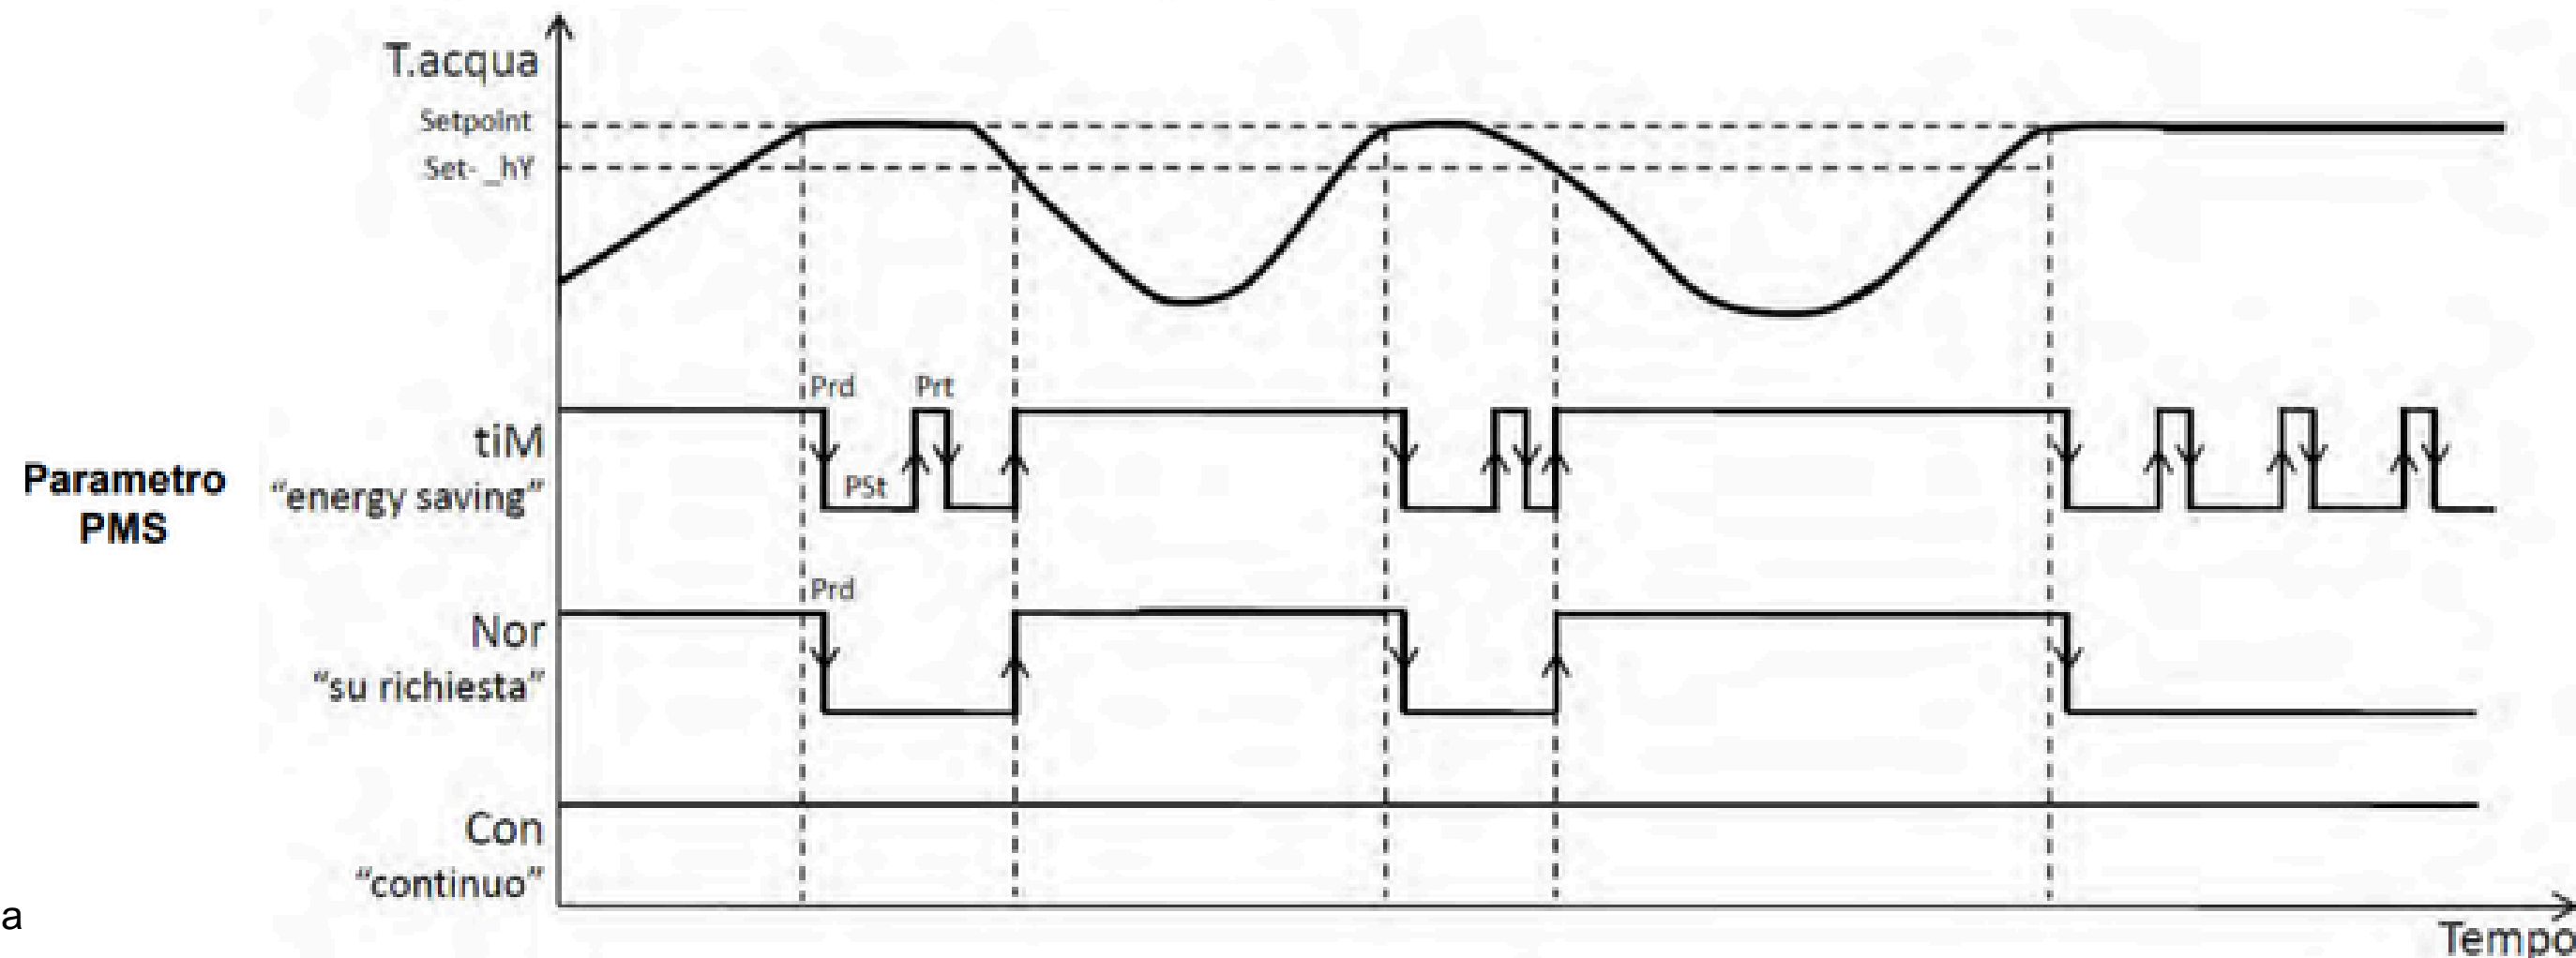 T.acqua
Setpoint
Set-_hY
Prd
Prt
tiM
PSt
"energy saving"
Parametro
PMS
Prd
Nor
"su richiesta"
Con
"continuo"
a
Tempo